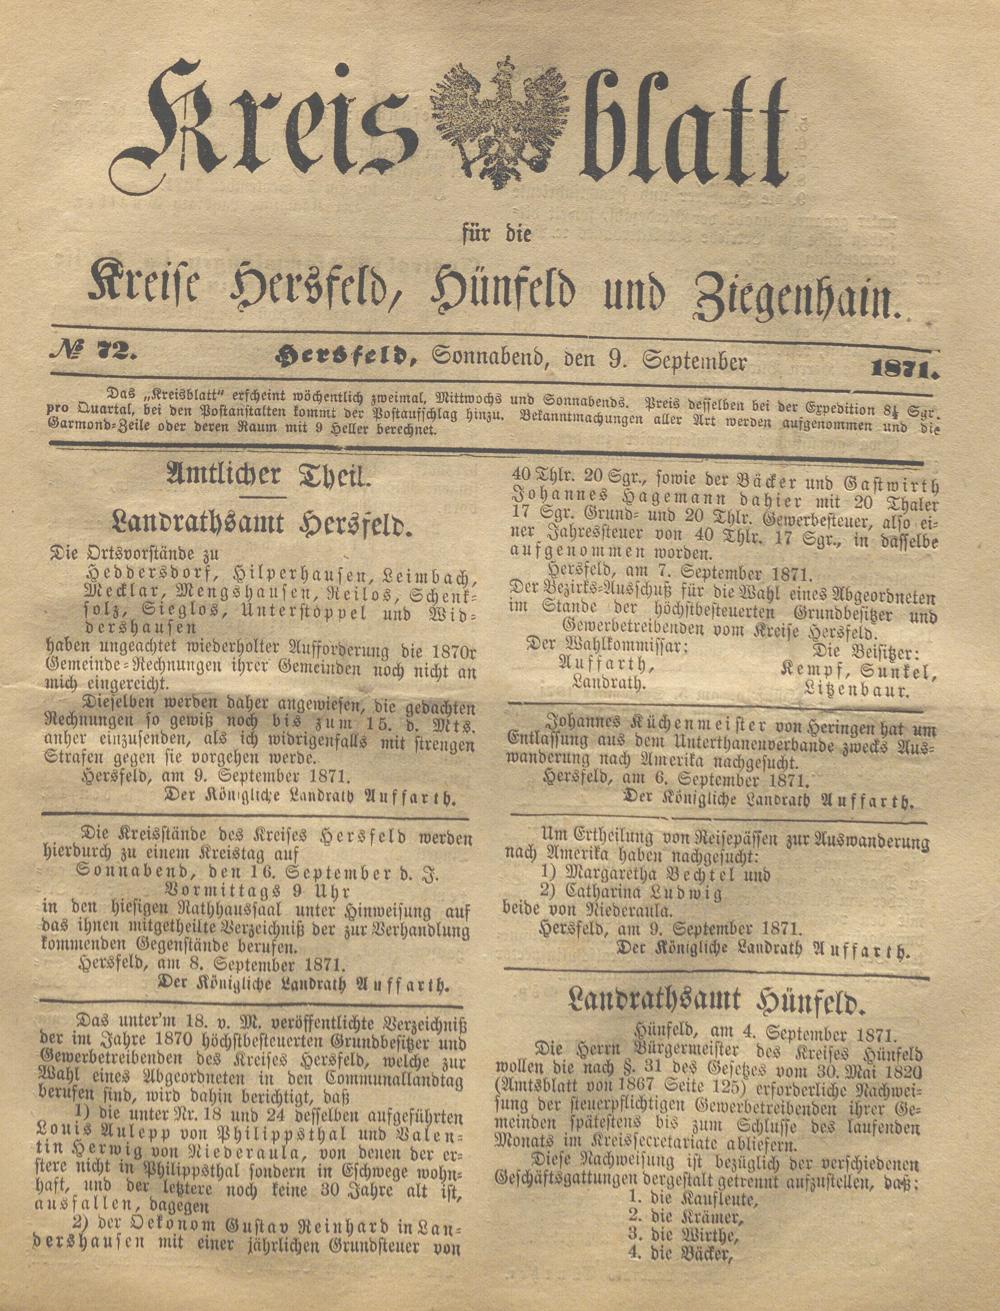 Kreisblatt
für die
Kreise Hersfeld, Hünfeld und Ziegenhain.
№ 72.
Hersfeld, Sonnabend, den 9. September
1871.
Das „Kreisblatt“ erscheint wöchentlich zweimal, Mittwochs und Sonnabends. Preis desselben bei der Expedition 8½ Sgr.
pro Quartal, bei den Postanstalten kommt der Postaufschlag hinzu. Bekanntmachungen aller Art werden aufgenommen und die
Garmond-Zeile oder deren Raum mit 9 Heller berechnet.
Amtlicher Theil.
Landrathsamt Hersfeld.
Die Ortsvorstände zu
Heddersdorf, Hilperhausen, Leimbach,
Mecklar, Mengshausen, Reilos, Schenk-
solz, Sieglos, Unterstoppel und Wid-
dershausen
haben ungeachtet wiederholter Aufforderung die 1870r
Gemeinde-Rechnungen ihrer Gemeinden noch nicht an
mich eingereicht.
Dieselben werden daher angewiesen, die gedachten
Rechnungen so gewiß noch bis zum 15. d. Mts.
anher einzusenden, als ich widrigenfalls mit strengen
Strafen gegen sie vorgehen werde.
Hersfeld, am 9. September 1871.
Der Königliche Landrath Auffarth.
Die Kreisstände des Kreises Hersfeld werden
hierdurch zu einem Kreistag auf
Sonnabend, den 16. September d. J.
Vormittags 9 Uhr
in den hiesigen Rathhaussaal unter Hinweisung auf
das ihnen mitgetheilte Verzeichniß der zur Verhandlung
kommenden Gegenstände berufen.
Hersfeld, am 8. September 1871.
Der Königliche Landrath Auffarth.
Das unter'm 18. v. M. veröffentlichte Verzeichniß
der im Jahre 1870 höchstbesteuerten Grundbesitzer und
Gewerbetreibenden des Kreises Hersfeld, welche zur
Wahl eines Abgeordneten in den Communallandtag
berufen sind, wird dahin berichtigt, daß
1) die unter Nr. 18 und 24 desselben aufgeführten
Louis Aulepp von Philippsthal und Valen-
tin Herwig von Niederaula, von denen der er-
stere nicht in Philippsthal sondern in Eschwege wohn-
haft, und der letztere noch keine 30 Jahre alt ist,
ausfallen, dagegen
2) der Oekonom Gustav Reinhard in Lan-
dershausen mit einer jährlichen Grundsteuer von
40 Thlr. 20 Sgr., sowie der Bäcker und Gastwirth
Johannes Hagemann dahier mit 20 Thaler
17 Sgr. Grund- und 20 Thlr. Gewerbesteuer, also ei-
ner Jahressteuer von 40 Thlr. 17 Sgr., in dasselbe
aufgenommen worden.
Hersfeld, am 7. September 1871.
Der Bezirks-Ausschuß für die Wahl eines Abgeordneten
im Stande der höchstbesteuerten Grundbesitzer und
Gewerbetreibenden vom Kreise Hersfeld.
Der Wahlkommissar: Die Beisitzer:
Auffarth, Kempf, Sunkel,
Landrath. Litzenbaur.
Johannes Küchenmeister von Heringen hat um
Entlassung aus dem Unterthanenverbande zwecks Aus-
wanderung nach Amerika nachgesucht.
Hersfeld, am 6. September 1871.
Der Königliche Landrath Auffarth.
Um Ertheilung von Reisepässen zur Auswanderung
nach Amerika haben nachgesucht:
1) Margaretha Bechtel und
2) Catharina Ludwig
beide von Niederaula.
Hersfeld, am 9. September 1871.
Der Königliche Landrath Auffarth.
Landrathsamt Hünfeld.
Hünfeld, am 4. September 1871.
Die Herrn Bürgermeister des Kreises Hünfeld
wollen die nach §. 31 des Gesetzes vom 30. Mai 1820
(Amtsblatt von 1867 Seite 125) erforderliche Nachwei-
sung der steuerpflichtigen Gewerbetreibenden ihrer Ge-
meinden spätestens bis zum Schlusse des laufenden
Monats im Kreissecretariate abliefern.
Diese Nachweisung ist bezüglich der verschiedenen
Geschäftsgattungen dergestalt getrennt aufzustellen, daß:
1. die Kaufleute,
2. die Krämer,
3. die Wirthe,
4. die Bäcker,